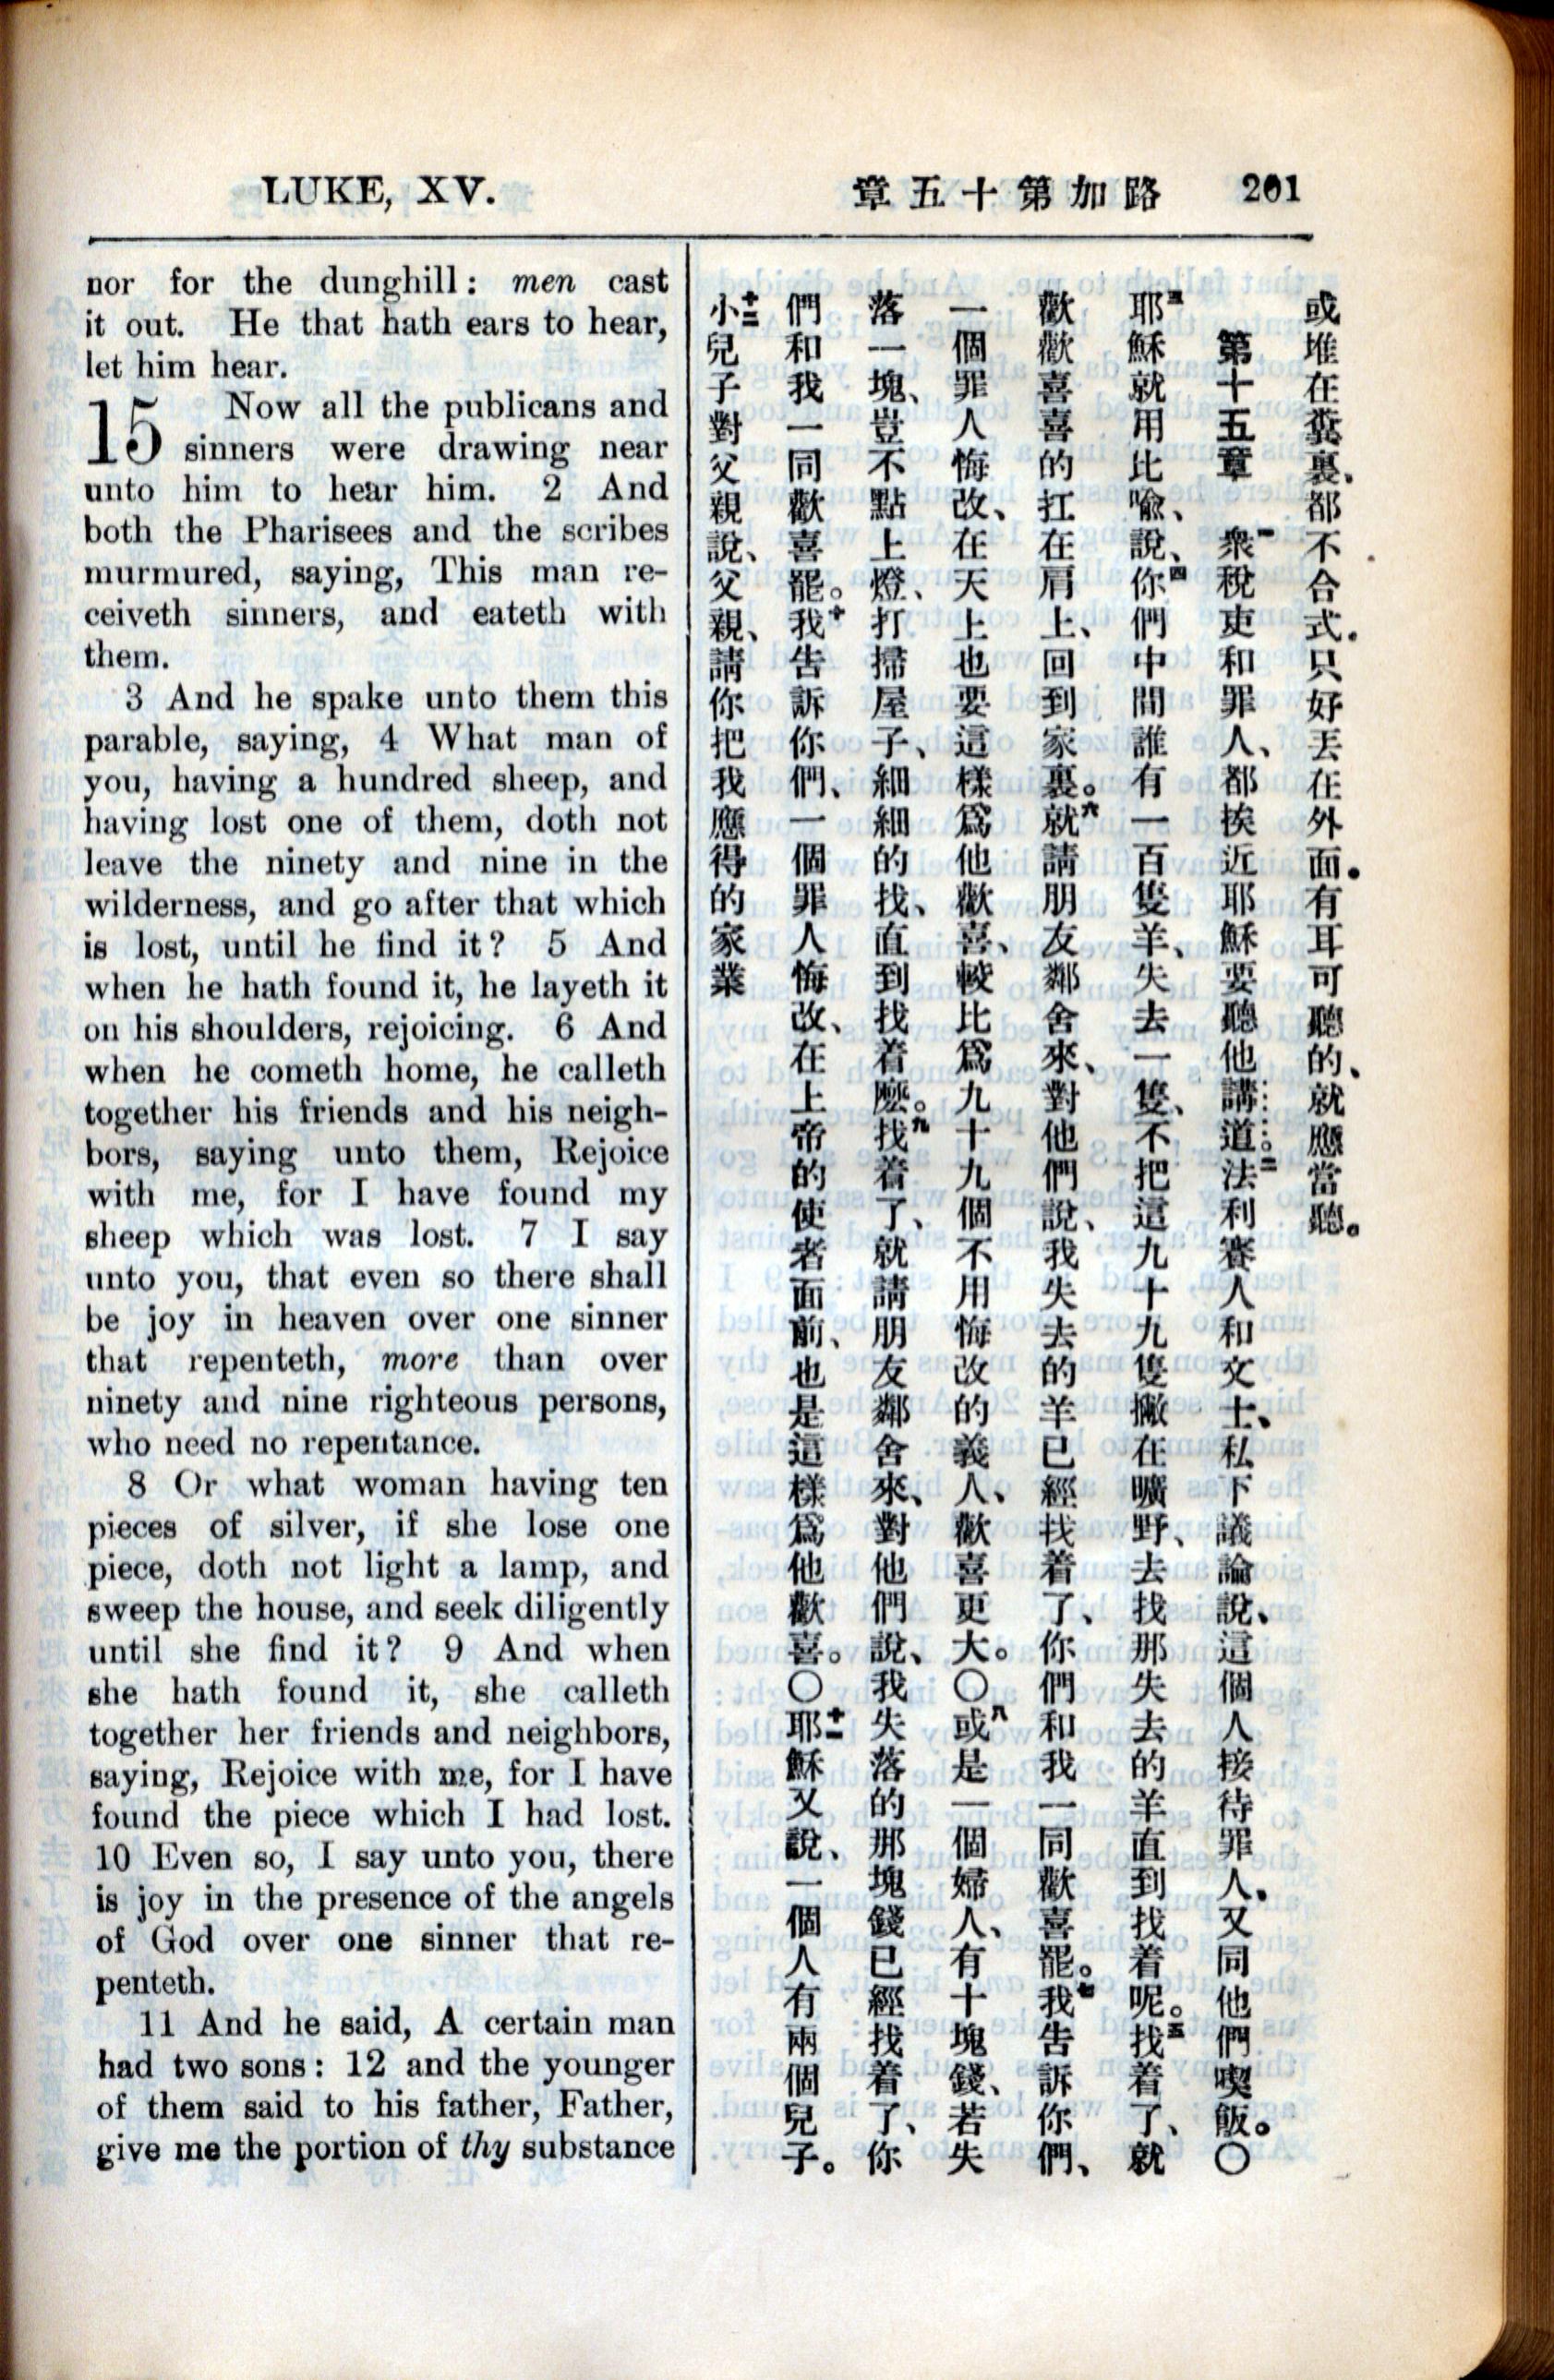 LUKE, XV.
章五十第加路 201
nor for the dunghill: men cast
it out. He that hath ears to hear,
let him hear.
15 Now all the publicans and
sinners were drawing near
unto him to hear him. 2 And
both the Pharisees and the scribes
murmured, saying, This man re-
ceiveth sinners, and eateth with
them.
3 And he spake unto them this
parable, saying, 4 What man of
you, having a hundred sheep, and
having lost one of them, doth not
leave the ninety and nine in the
wilderness, and go after that which
is lost, until he find it? 5 And
when he hath found it, he layeth it
on his shoulders, rejoicing. 6 And
when he cometh home, he calleth
together his friends and his neigh-
bors, saying unto them, Rejoice
with me, for I have found my
sheep which was lost. 7 I say
unto you, that even so there shall
be joy in heaven over one sinner
that repenteth, more than over
ninety and nine righteous persons,
who need no repentance.
8 Or what woman having ten
pieces of silver, if she lose one
piece, doth not light a lamp, and
sweep the house, and seek diligently
until she find it? 9 And when
she hath found it, she calleth
together her friends and neighbors,
saying, Rejoice with me, for I have
found the piece which I had lost.
10 Even so, I say unto you, there
is joy in the presence of the angels
of God over one sinner that re-
penteth.
11 And he said, A certain man
had two sons: 12 and the younger
of them said to his father, Father,
give me the portion of thy substance
或堆在糞裏、都不合式。只好丟在外面。有耳可聽的、就應當聽。
第十五章 一衆稅吏和罪人、都挨近耶穌要聽他講道。二法利賽人和文士、私下議論說、這個人接待罪人、又同他們喫飯。〇
三耶穌就用比喩、說、四你們中間誰有一百隻羊、失去一隻、不把這九十九隻撇在曠野、去找那失去的羊直到找着呢。五找着了、就
歡歡喜喜的扛在肩上、回到家裏。六就請朋友鄰舍來、對他們說、我失去的羊已經找着了、你們和我一同歡喜罷。七我告訴你們、
一個罪人悔改、在天上也要這樣爲他歡喜、較比爲九十九個不用悔改的義人、歡喜更大。〇八或是一個婦人、有十塊錢、若失
落一塊、豈不點上燈、打掃屋子、細細的找、直到找着麼。九找着了、就請朋友鄰舍來、對他們說、我失落的那塊錢已經找着了、你
們和我一同歡喜罷。十我告訴你們、一個罪人悔改、在上帝的使者面前、也是這樣爲他歡喜。〇十一耶穌又說、一個人有兩個兒子。
十二小兒子對父親說、父親、請你把我應得的家業